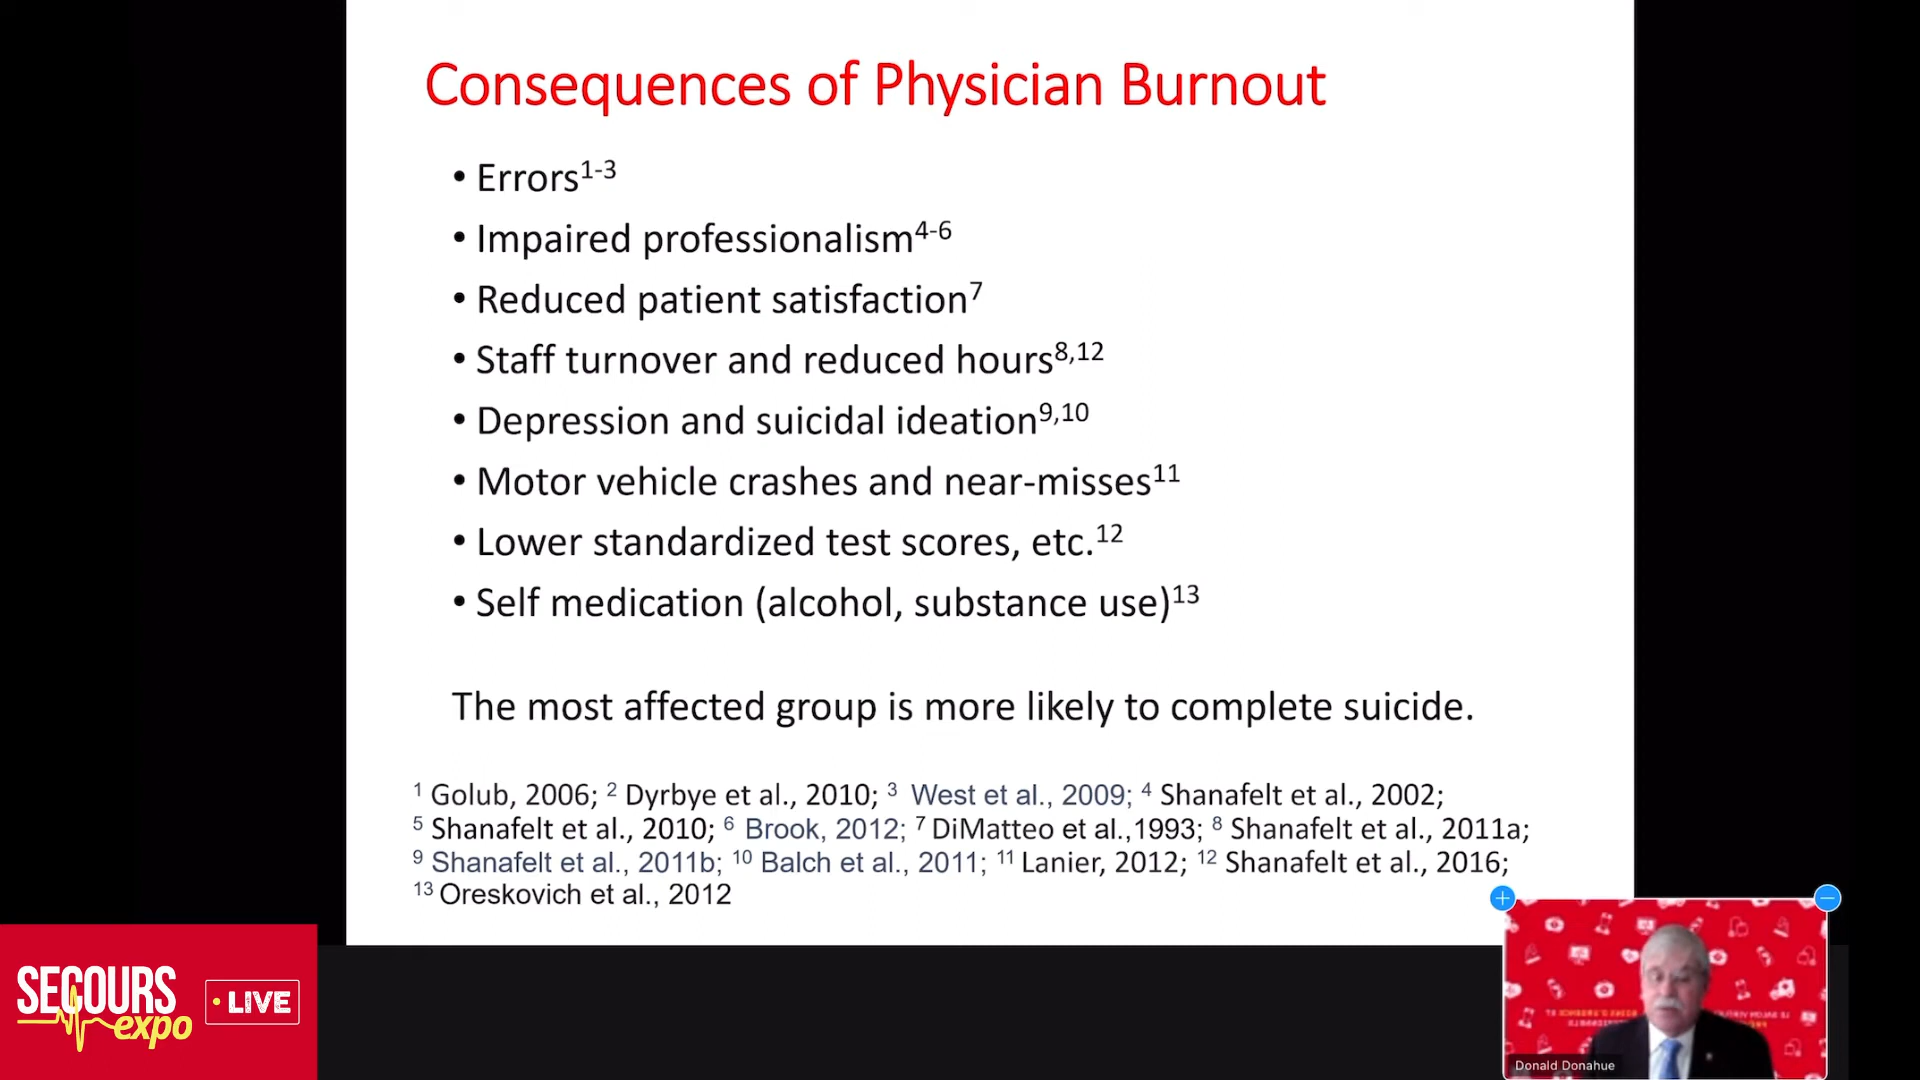 Consequences of Physician Burnout
• Errors1-3
• Impaired professionalism4-6
• Reduced patient satisfaction7
• Staff turnover and reduced hours8,12
• Depression and suicidal ideation9,10
• Motor vehicle crashes and near-misses11
• Lower standardized test scores, etc.12
• Self medication (alcohol, substance use)13
The most affected group is more likely to complete suicide.
1 Golub, 2006; 2 Dyrbye et al., 2010; 3 West et al., 2009; 4 Shanafelt et al., 2002;
5 Shanafelt et al., 2010; 6 Brook, 2012; 7 DiMatteo et al.,1993; 8 Shanafelt et al., 2011a;
9 Shanafelt et al., 2011b; 10 Balch et al., 2011; 11 Lanier, 2012; 12 Shanafelt et al., 2016;
13 Oreskovich et al., 2012
SECOURS
expo
• LIVE
Donald Donahue